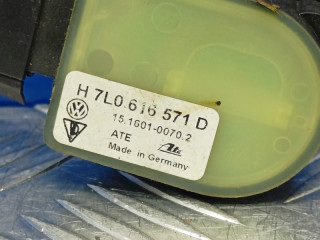 H 7L0 616 571 D
15.1601-0070.2
ATE
Made in Germany